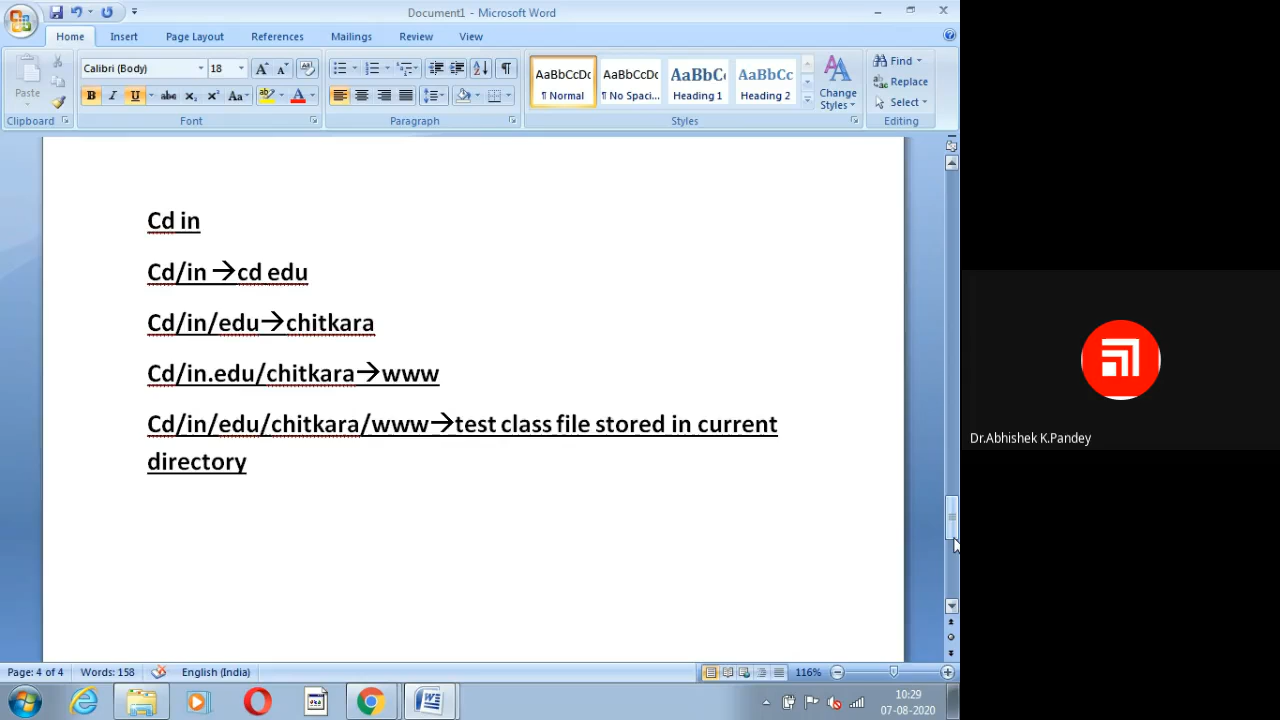 Document1 - Microsoft Word
Home Insert Page Layout References Mailings Review View
Calibri (Body) 18
Paste
AaBbCcDc AaBbCcDc AaBbC AaBbCc
¶ Normal ¶ No Spaci... Heading 1 Heading 2
Change Styles
Find
Replace
Select
Clipboard Font Paragraph Styles Editing
Cd in
Cd/in →cd edu
Cd/in/edu→chitkara
Cd/in.edu/chitkara→www
Cd/in/edu/chitkara/www→test class file stored in current
directory
Dr.Abhishek K.Pandey
Page: 4 of 4 Words: 158 English (India) 116%
10:29
07-08-2020